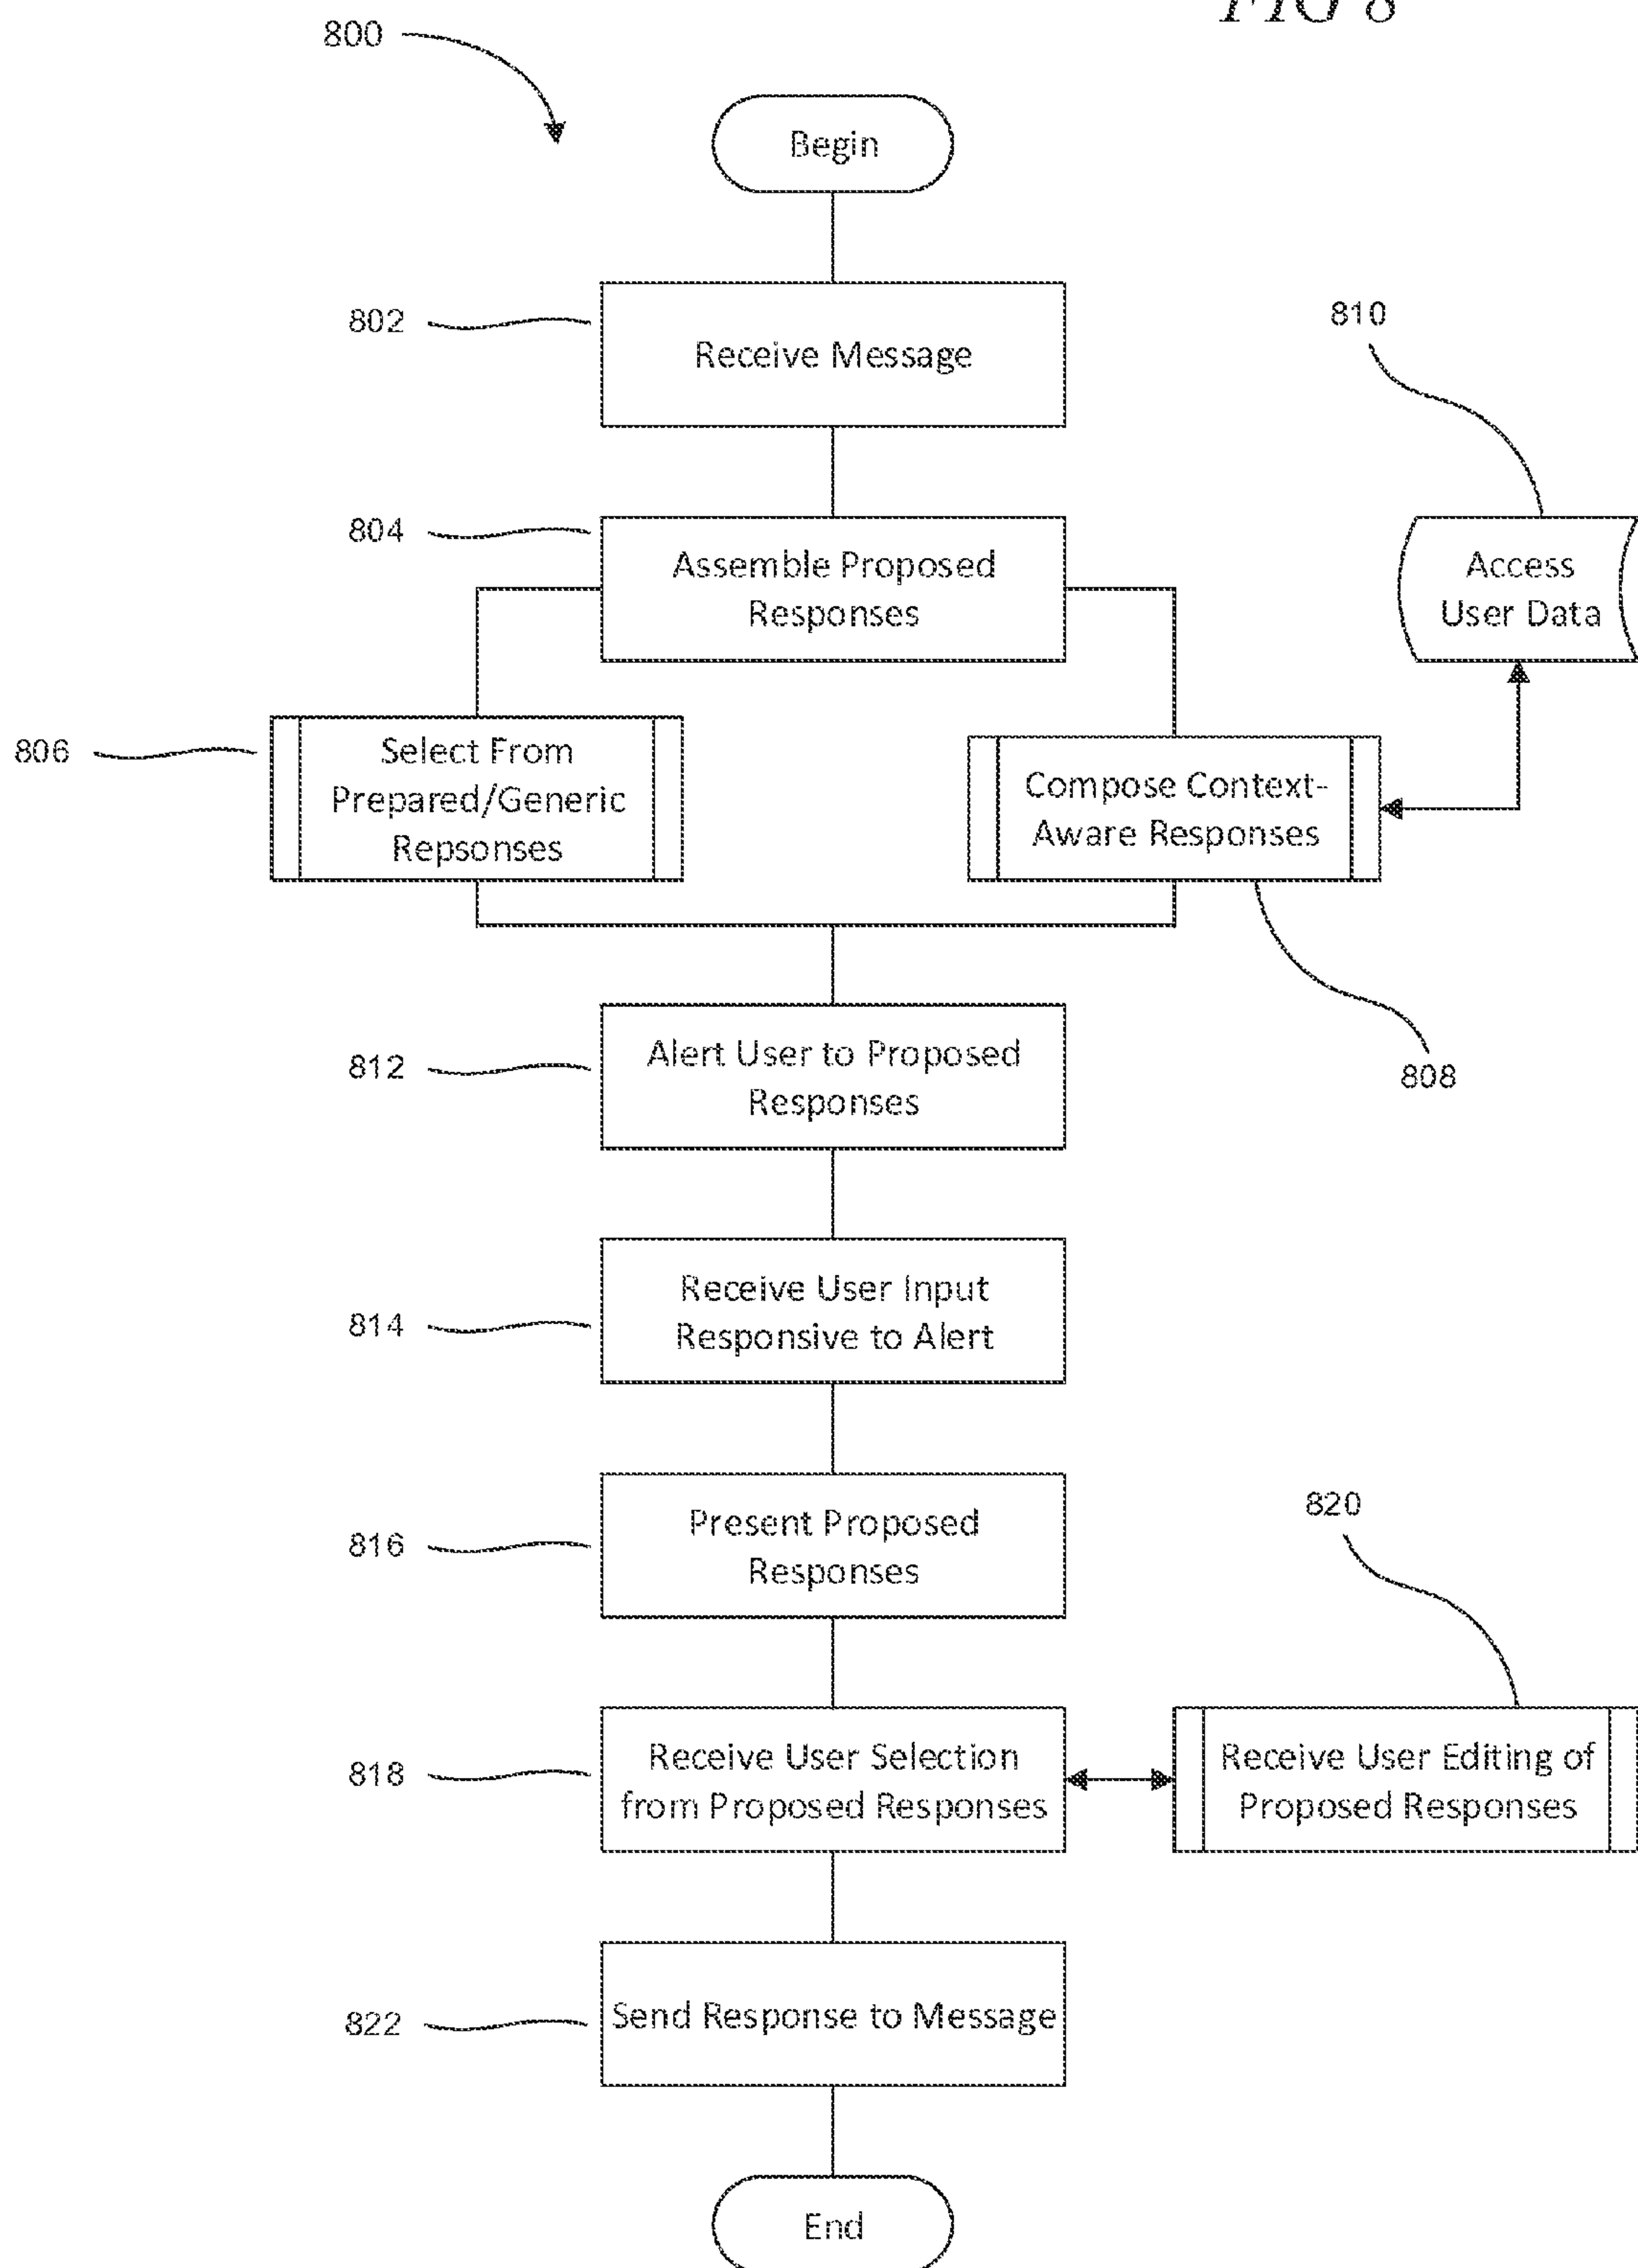 FIG 8
800
Begin
802
Receive Message
810
804
Assemble Proposed
Responses
Access
User Data
806
Select From
Prepared/Generic
Repsonses
Compose Context-
Aware Responses
808
812
Alert User to Proposed
Responses
814
Receive User Input
Responsive to Alert
816
Present Proposed
Responses
820
818
Receive User Selection
from Proposed Responses
Receive User Editing of
Proposed Responses
822
Send Response to Message
End